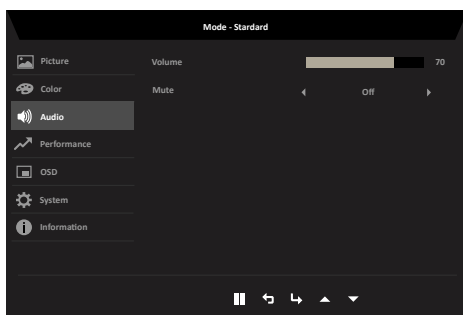 Mode - Stardard
Picture
Volume 70
Color
Mute Off
Audio
Performance
OSD
System
Information